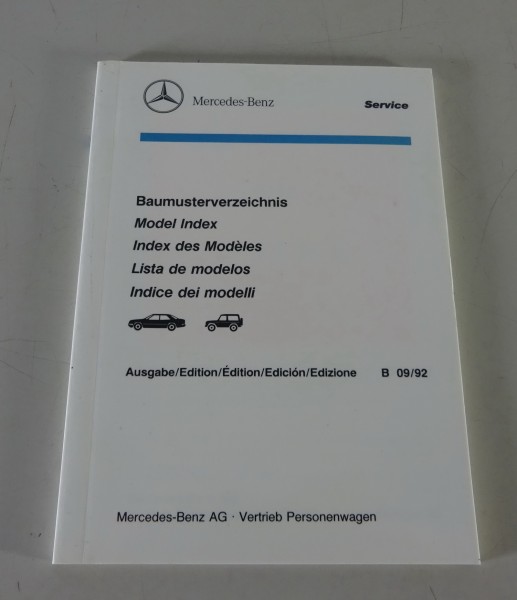 Mercedes-Benz Service
Baumusterverzeichnis
Model Index
Index des Modèles
Lista de modelos
Indice dei modelli
Ausgabe/Edition/Édition/Edición/Edizione B 09/92
Mercedes-Benz AG · Vertrieb Personenwagen